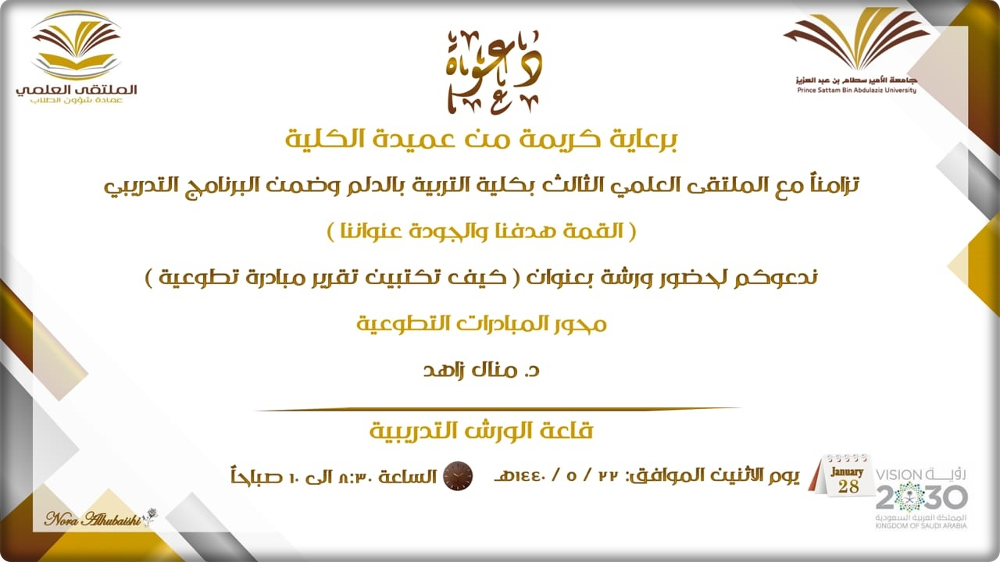 جامعة الأمير سطام بن عبد العزيز
Prince Sattam Bin Abdulaziz University
الملتقى العلمي
عمادة شؤون الطلاب
دعوة
برعاية كريمة من عميدة الكلية
تزامناً مع الملتقى العلمي الثالث بكلية التربية بالدلم وضمن البرنامج التدريبي
( القمة هدفنا والجودة عنواننا )
ندعوكم لحضور ورشة بعنوان ( كيف تكتبين تقرير مبادرة تطوعية )
محور المبادرات التطوعية
د. منال زاهد
قاعة الورش التدريبية
January
28
يوم الاثنين الموافق: ٢٢ / ٥ / ١٤٤٠هـ
الساعة ٨:٣٠ الى ١٠ صباحاً
VISION رؤيـــة
2030
المملكة العربية السعودية
KINGDOM OF SAUDI ARABIA
Nora Alhubaishi